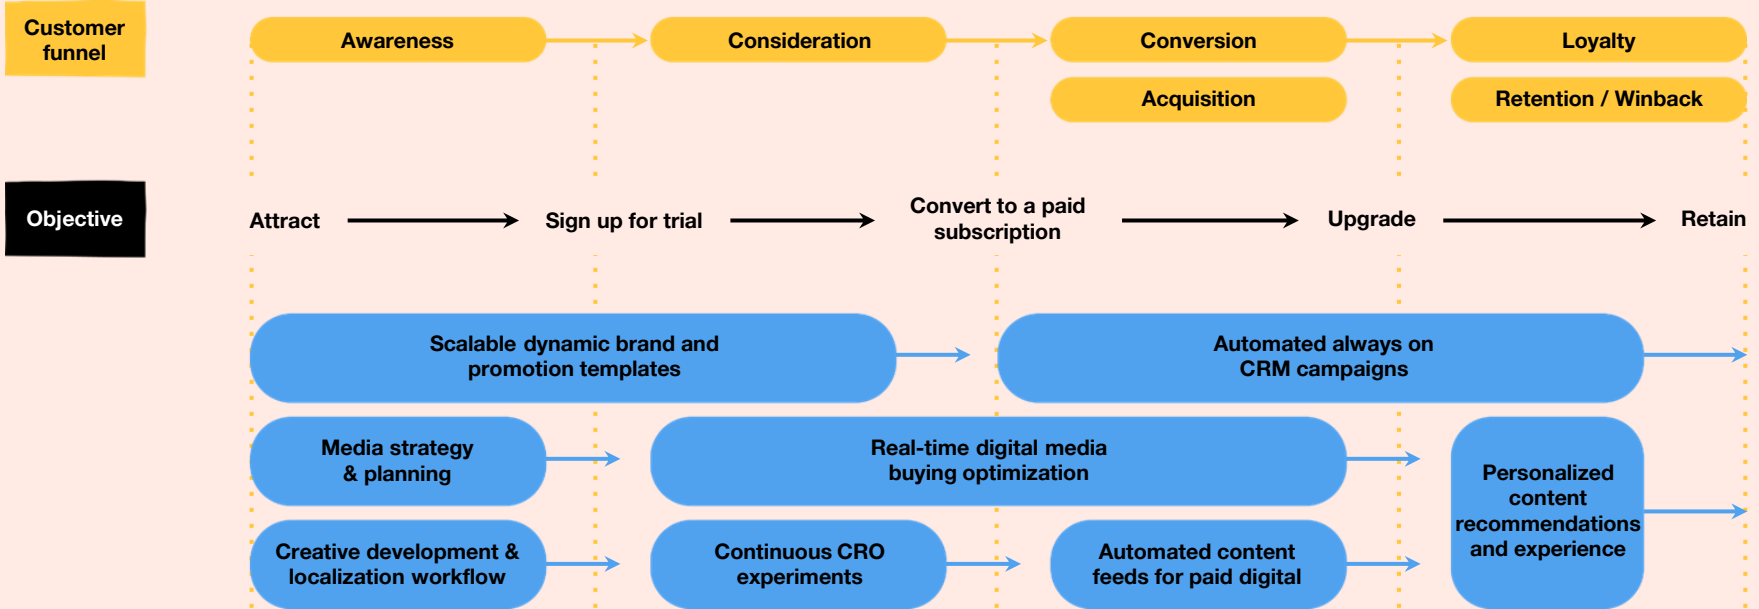 Customer
funnel
Awareness
Consideration
Conversion
Loyalty
Acquisition
Retention / Winback
Objective
Attract
Sign up for trial
Convert to a paid
subscription
Upgrade
Retain
Scalable dynamic brand and
promotion templates
Automated always on
CRM campaigns
Media strategy
& planning
Real-time digital media
buying optimization
Personalized
content
recommendations
and experience
Creative development &
localization workflow
Continuous CRO
experiments
Automated content
feeds for paid digital